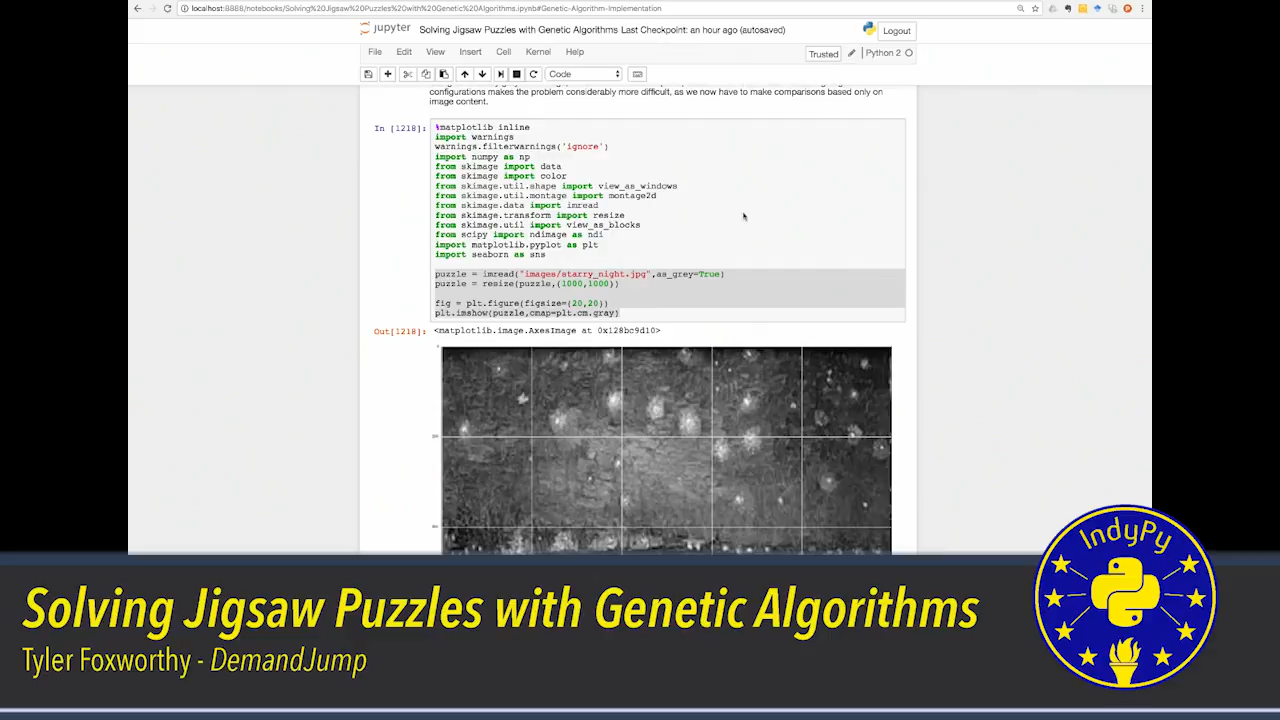 localhost:8888/notebooks/Solving%20Jigsaw%20Puzzles%20with%20Genetic%20Algorithms.ipynb#Genetic-Algorithm-Implementation
jupyter Solving Jigsaw Puzzles with Genetic Algorithms Last Checkpoint: an hour ago (autosaved) Logout
File Edit View Insert Cell Kernel Help Trusted Python 2
Code
configurations makes the problem considerably more difficult, as we now have to make comparisons based only on
image content.
In [1218]: %matplotlib inline
import warnings
warnings.filterwarnings('ignore')
import numpy as np
from skimage import data
from skimage import color
from skimage.util.shape import view_as_windows
from skimage.util.montage import montage2d
from skimage.data import imread
from skimage.transform import resize
from skimage.util import view_as_blocks
from scipy import ndimage as ndi
import matplotlib.pyplot as plt
import seaborn as sns
puzzle = imread("images/starry_night.jpg",as_grey=True)
puzzle = resize(puzzle,(1000,1000))
fig = plt.figure(figsize=(20,20))
plt.imshow(puzzle,cmap=plt.cm.gray)
Out[1218]: <matplotlib.image.AxesImage at 0x128bc9d10>
Solving Jigsaw Puzzles with Genetic Algorithms
Tyler Foxworthy - DemandJump
IndyPy